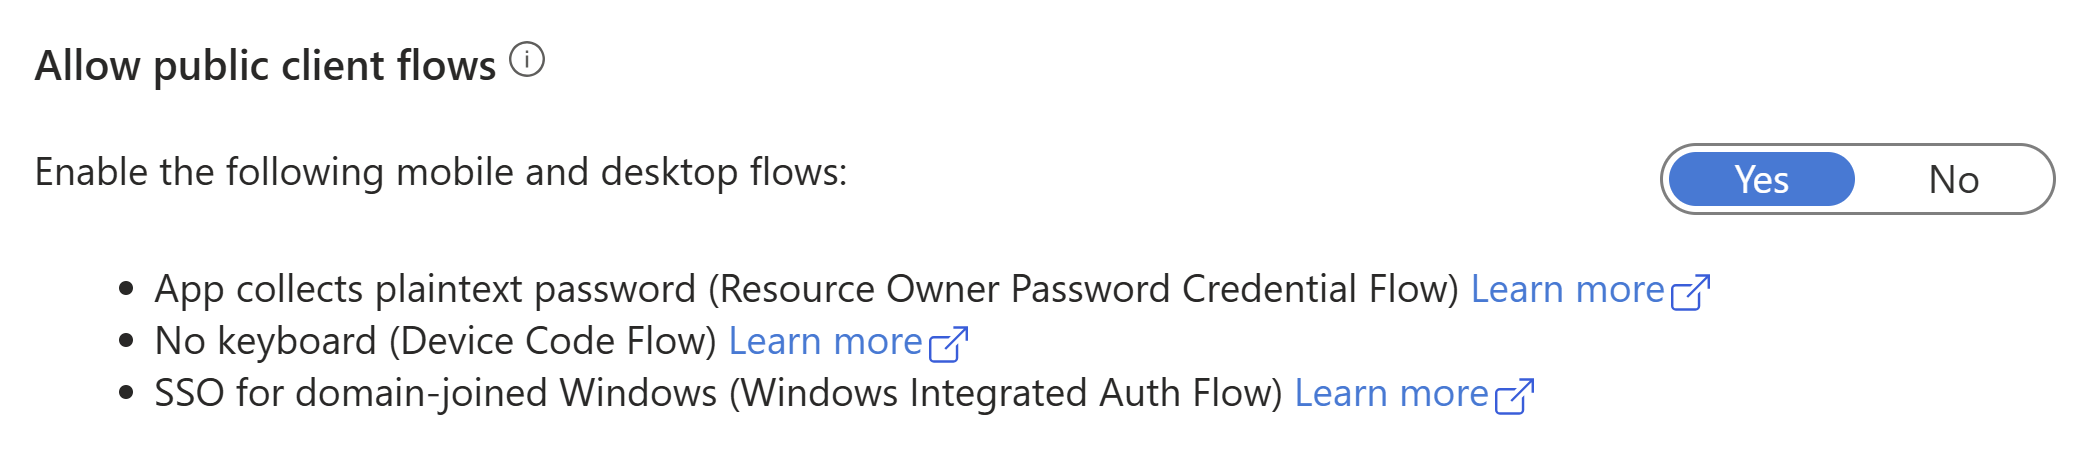 Allow public client flows
Enable the following mobile and desktop flows:
Yes No
App collects plaintext password (Resource Owner Password Credential Flow) Learn more
No keyboard (Device Code Flow) Learn more
SSO for domain-joined Windows (Windows Integrated Auth Flow) Learn more